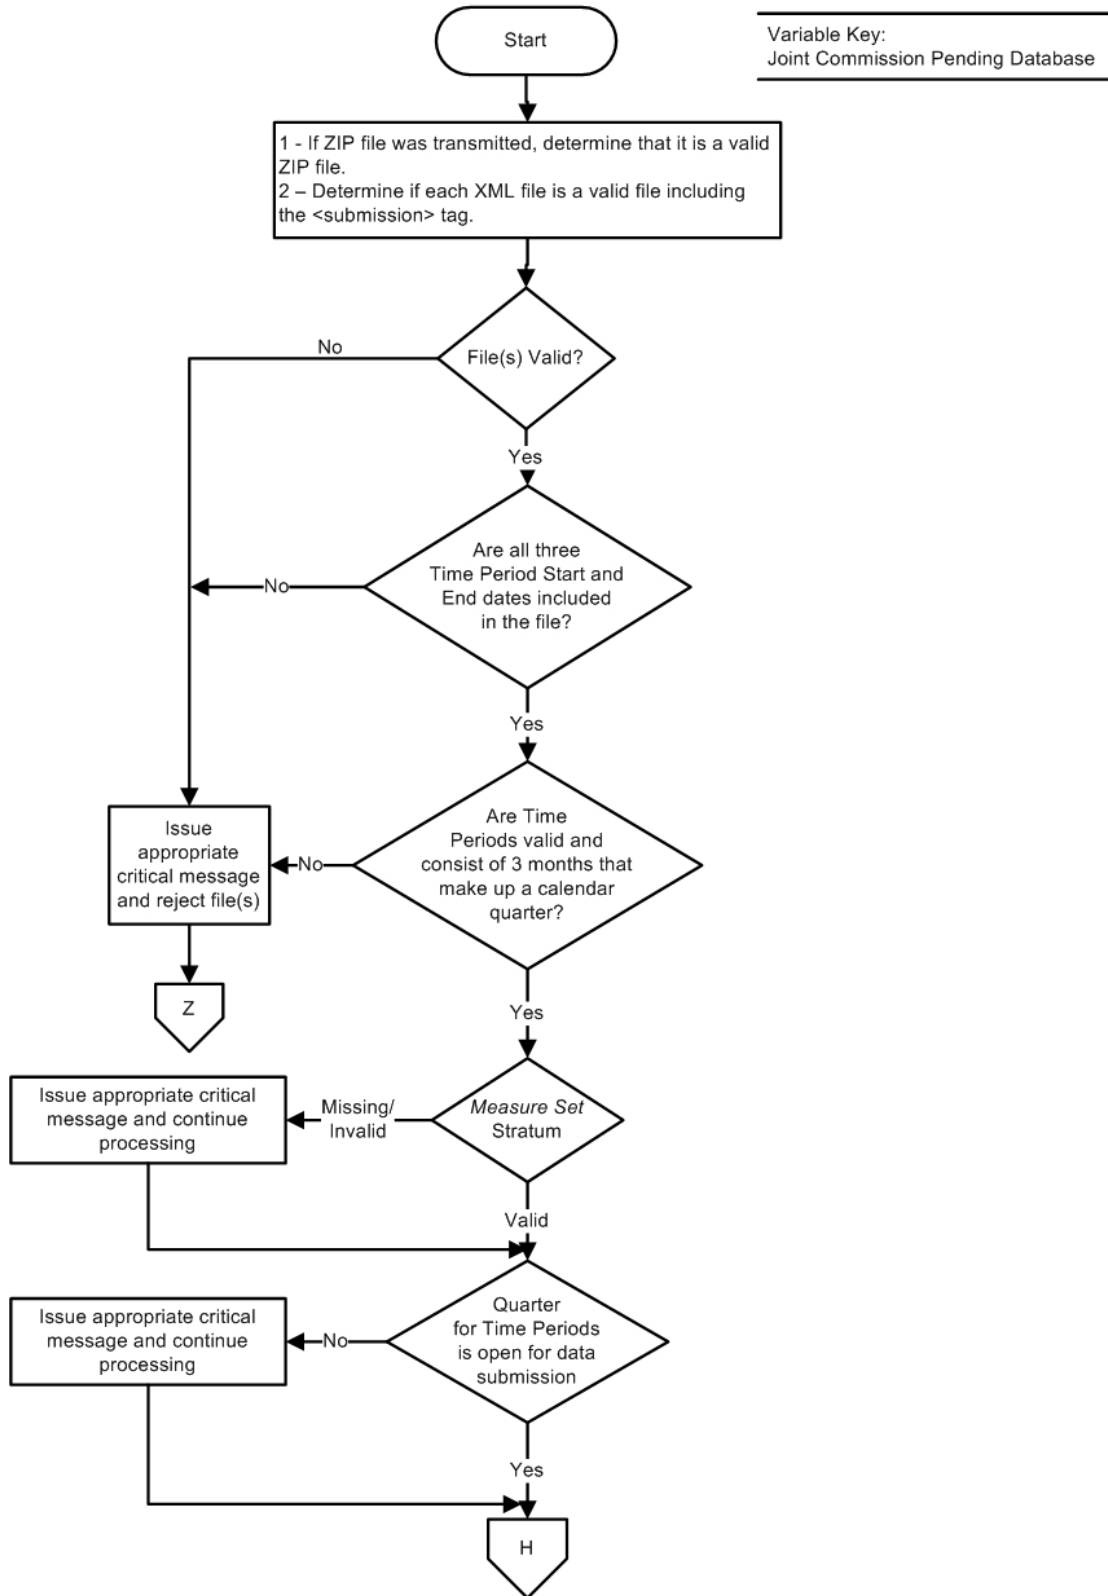 Start
Variable Key:
Joint Commission Pending Database
1 - If ZIP file was transmitted, determine that it is a valid
ZIP file.
2 – Determine if each XML file is a valid file including
the <submission> tag.
File(s) Valid?
No
Yes
Are all three
Time Period Start and
End dates included
in the file?
No
Yes
Are Time
Periods valid and
consist of 3 months that
make up a calendar
quarter?
No
Issue
appropriate
critical message
and reject file(s)
Z
Yes
Measure Set
Stratum
Missing/
Invalid
Issue appropriate critical
message and continue
processing
Valid
Quarter
for Time Periods
is open for data
submission
No
Issue appropriate critical
message and continue
processing
Yes
H